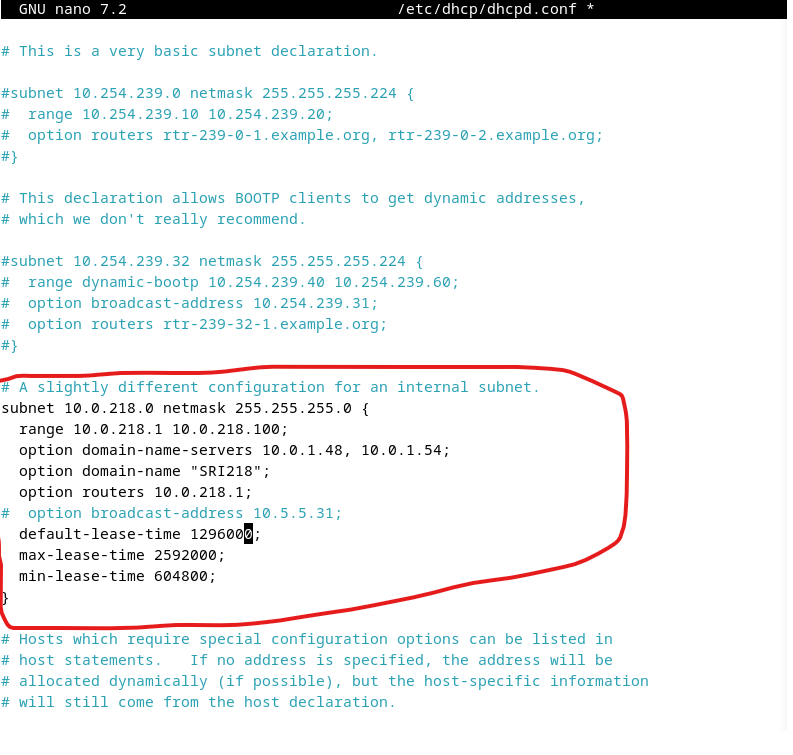 GNU nano 7.2 /etc/dhcp/dhcpd.conf *
# This is a very basic subnet declaration.
#subnet 10.254.239.0 netmask 255.255.255.224 {
#  range 10.254.239.10 10.254.239.20;
#  option routers rtr-239-0-1.example.org, rtr-239-0-2.example.org;
#}
# This declaration allows BOOTP clients to get dynamic addresses,
# which we don't really recommend.
#subnet 10.254.239.32 netmask 255.255.255.224 {
#  range dynamic-bootp 10.254.239.40 10.254.239.60;
#  option broadcast-address 10.254.239.31;
#  option routers rtr-239-32-1.example.org;
#}
# A slightly different configuration for an internal subnet.
subnet 10.0.218.0 netmask 255.255.255.0 {
  range 10.0.218.1 10.0.218.100;
  option domain-name-servers 10.0.1.48, 10.0.1.54;
  option domain-name "SRI218";
  option routers 10.0.218.1;
#  option broadcast-address 10.5.5.31;
  default-lease-time 1296000;
  max-lease-time 2592000;
  min-lease-time 604800;
}
# Hosts which require special configuration options can be listed in
# host statements.   If no address is specified, the address will be
# allocated dynamically (if possible), but the host-specific information
# will still come from the host declaration.